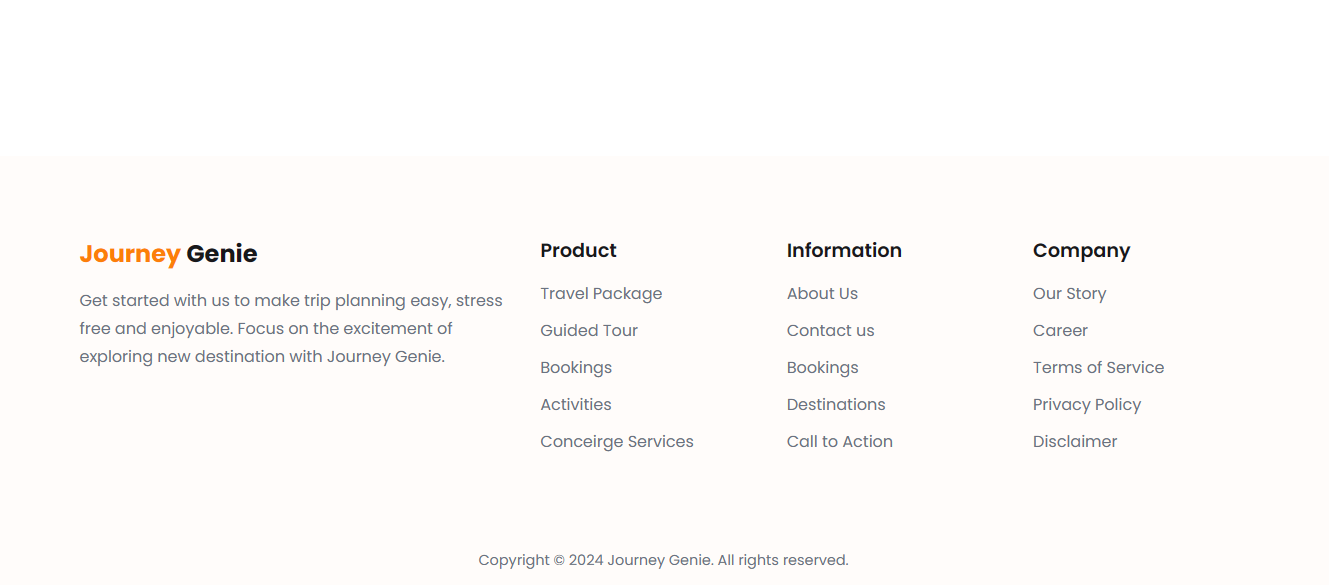 Journey Genie
Get started with us to make trip planning easy, stress
free and enjoyable. Focus on the excitement of
exploring new destination with Journey Genie.
Product
Travel Package
Guided Tour
Bookings
Activities
Conceirge Services
Information
About Us
Contact us
Bookings
Destinations
Call to Action
Company
Our Story
Career
Terms of Service
Privacy Policy
Disclaimer
Copyright © 2024 Journey Genie. All rights reserved.